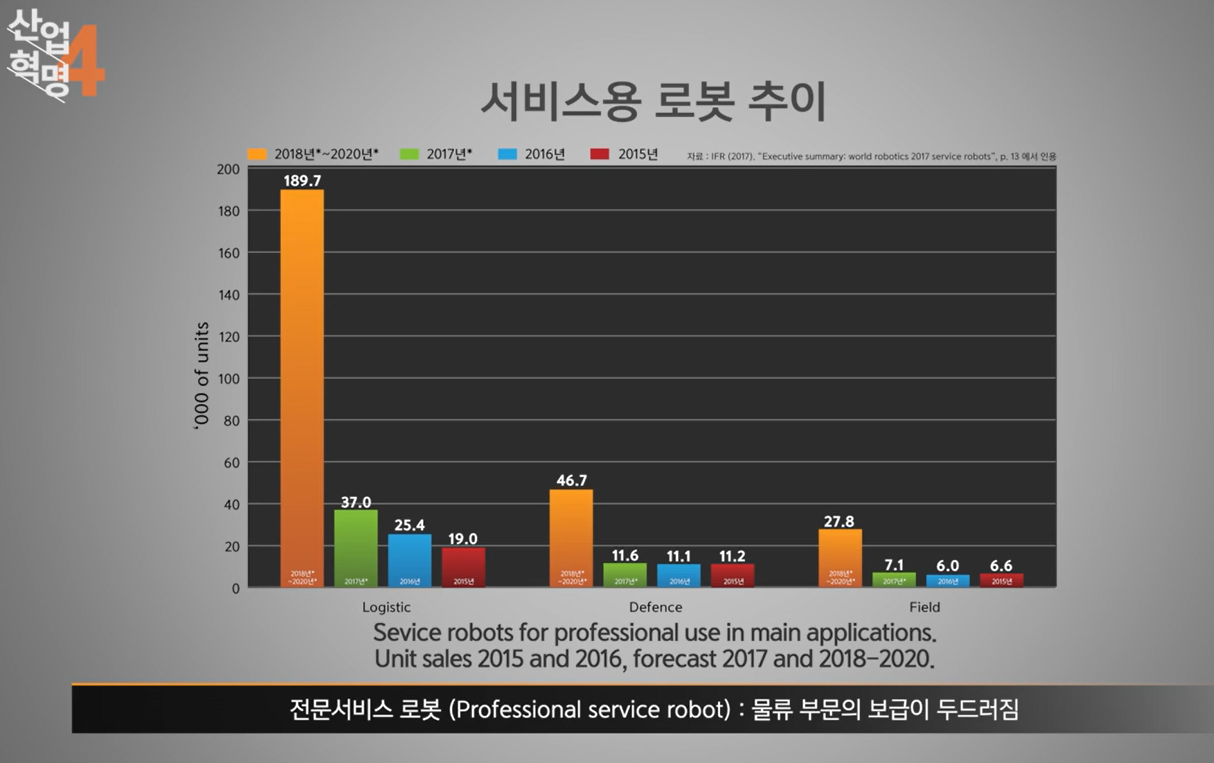 산업
혁명
4
서비스용 로봇 추이
2018년*~2020년* 2017년* 2016년 2015년
자료 : IFR (2017). "Executive summary: world robotics 2017 service robots", p. 13 에서 인용
'000 of units
200
180
160
140
120
100
80
60
40
20
0
189.7 37.0 25.4 19.0
46.7 11.6 11.1 11.2
27.8 7.1 6.0 6.6
2018년* 2018년* 2018년*
~2020년* 2017년* 2016년 2015년 ~2020년* 2017년* 2016년 2015년 ~2020년* 2017년* 2016년 2015년
Logistic Defence Field
Sevice robots for professional use in main applications.
Unit sales 2015 and 2016, forecast 2017 and 2018-2020.
전문서비스 로봇 (Professional service robot) : 물류 부문의 보급이 두드러짐